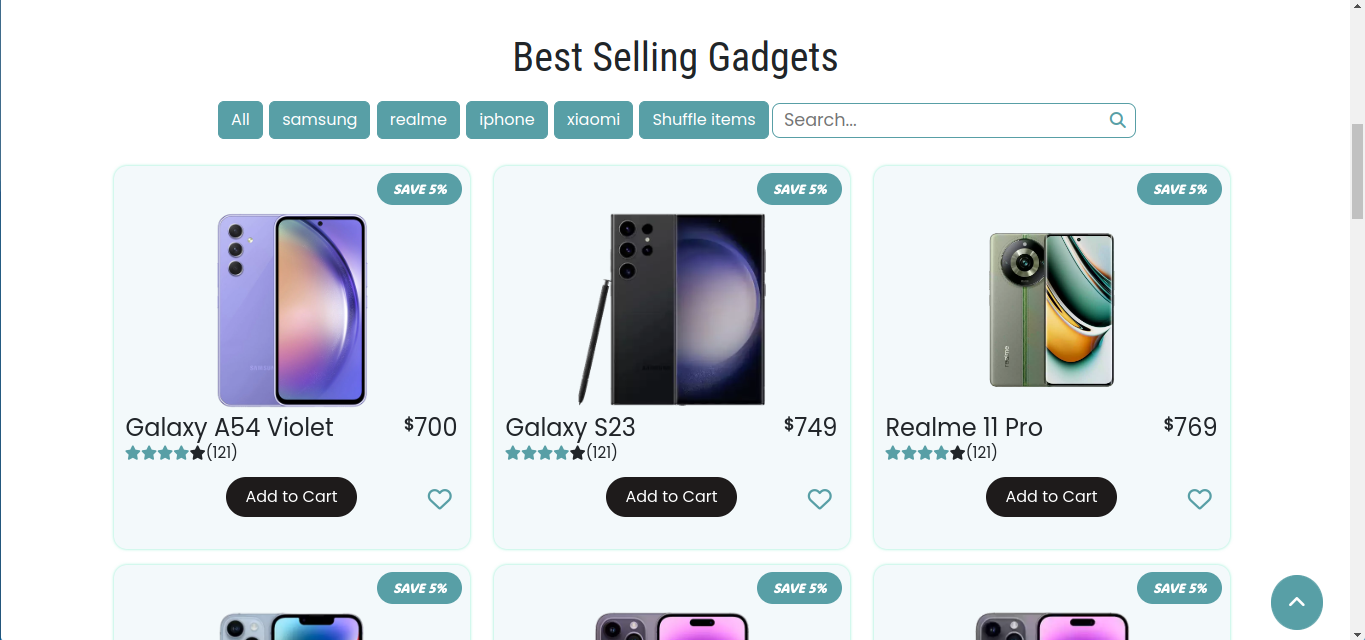 Best Selling Gadgets
All samsung realme iphone xiaomi Shuffle items Search...
SAVE 5% SAVE 5% SAVE 5%
realme
Galaxy A54 Violet $700 Galaxy S23 $749 Realme 11 Pro $769
(121) (121) (121)
Add to Cart Add to Cart Add to Cart
SAVE 5% SAVE 5% SAVE 5%